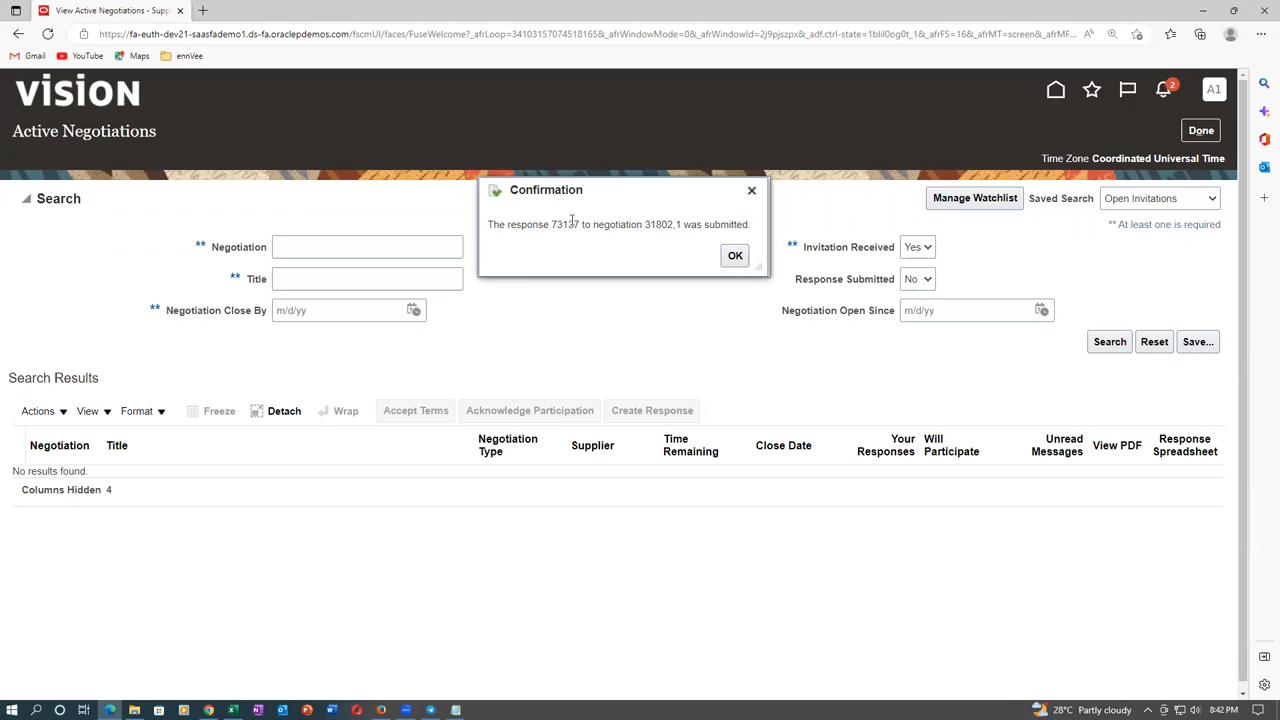 View Active Negotiations - Supp
https://fa-euth-dev21-saasfademo1.ds-fa.oraclepdemos.com/fscmUI/faces/FuseWelcome?_afrLoop=34103157074518165&_afrWindowMode=0&_afrWindowId=2j9pjszpx&_adf.ctrl-state=1blil0og0t_1&_afrFS=16&_afrMT=screen&_afrMF...
Gmail YouTube Maps ennVee
VISION
2
A1
Active Negotiations
Done
Time Zone Coordinated Universal Time
Confirmation
The response 73137 to negotiation 31802,1 was submitted.
OK
Search
Manage Watchlist Saved Search Open Invitations
** At least one is required
** Negotiation
** Invitation Received Yes
** Title
Response Submitted No
** Negotiation Close By m/d/yy
Negotiation Open Since m/d/yy
Search Reset Save...
Search Results
Actions View Format Freeze Detach Wrap Accept Terms Acknowledge Participation Create Response
Negotiation Title Negotiation Type Supplier Time Remaining Close Date Your Responses Will Participate Unread Messages View PDF Response Spreadsheet
No results found.
Columns Hidden 4
28°C Partly cloudy 8:42 PM